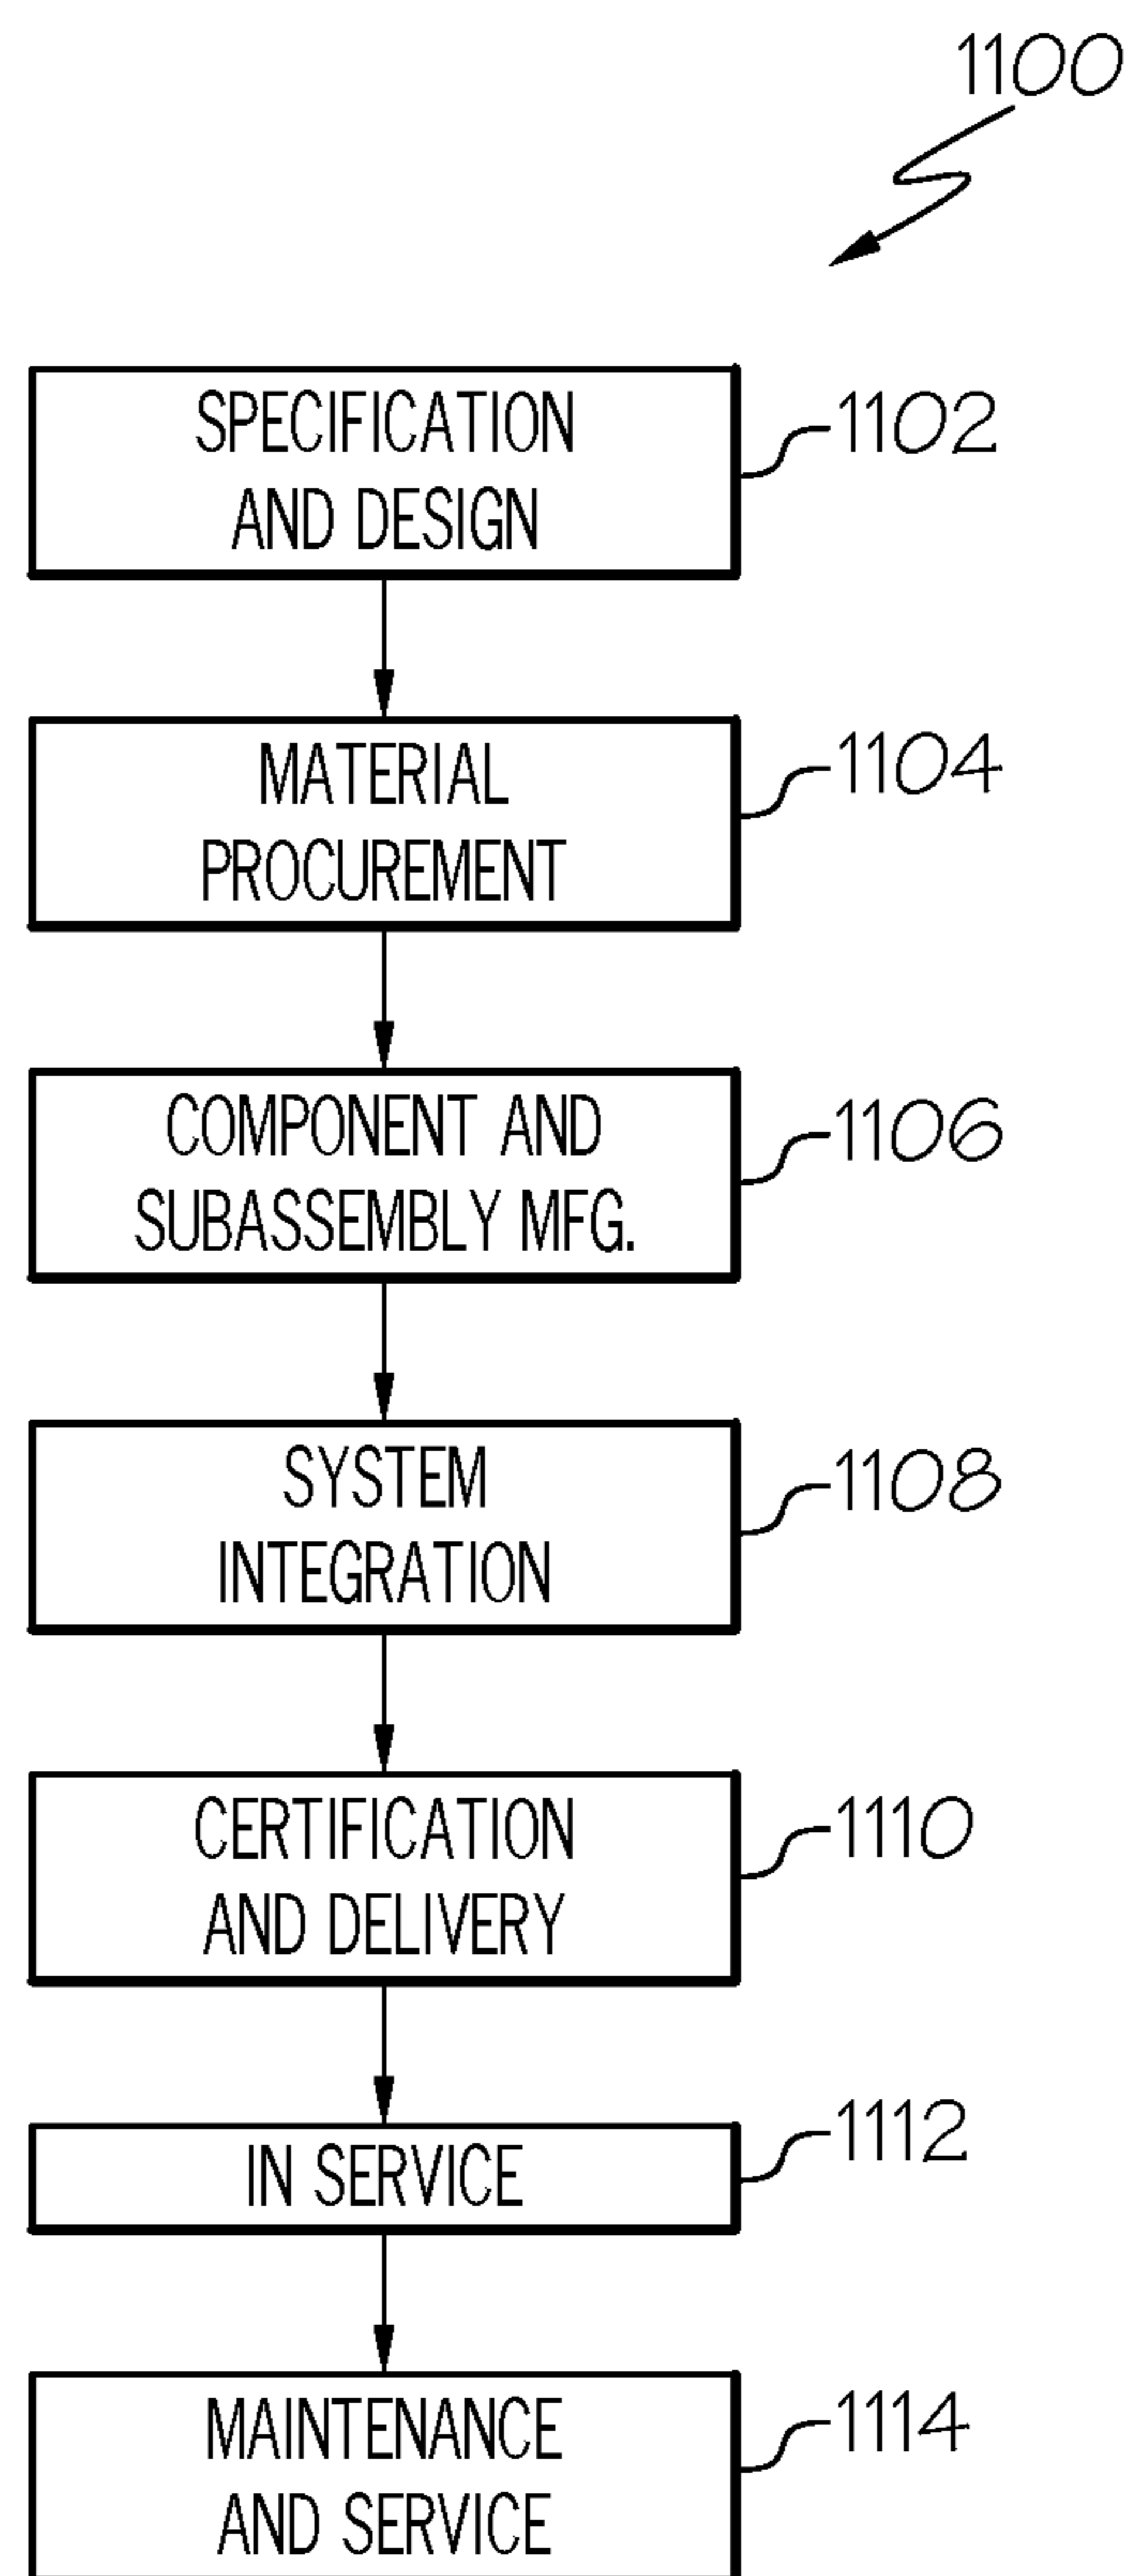 1100
SPECIFICATION
AND DESIGN
1102
MATERIAL
PROCUREMENT
1104
COMPONENT AND
SUBASSEMBLY MFG.
1106
SYSTEM
INTEGRATION
1108
CERTIFICATION
AND DELIVERY
1110
IN SERVICE
1112
MAINTENANCE
AND SERVICE
1114